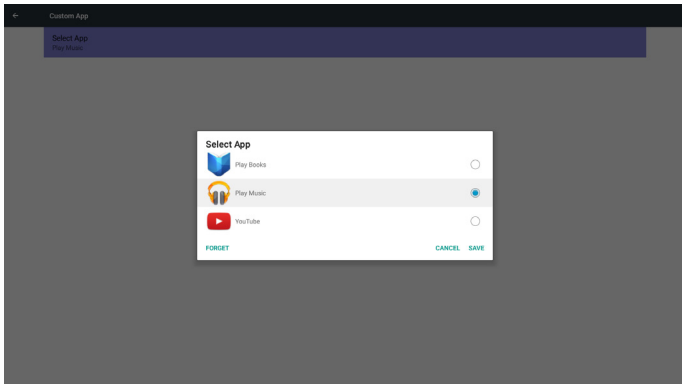 Custom App
Select App
Play Music
Select App
Play Books
Play Music
YouTube
FORGET CANCEL SAVE